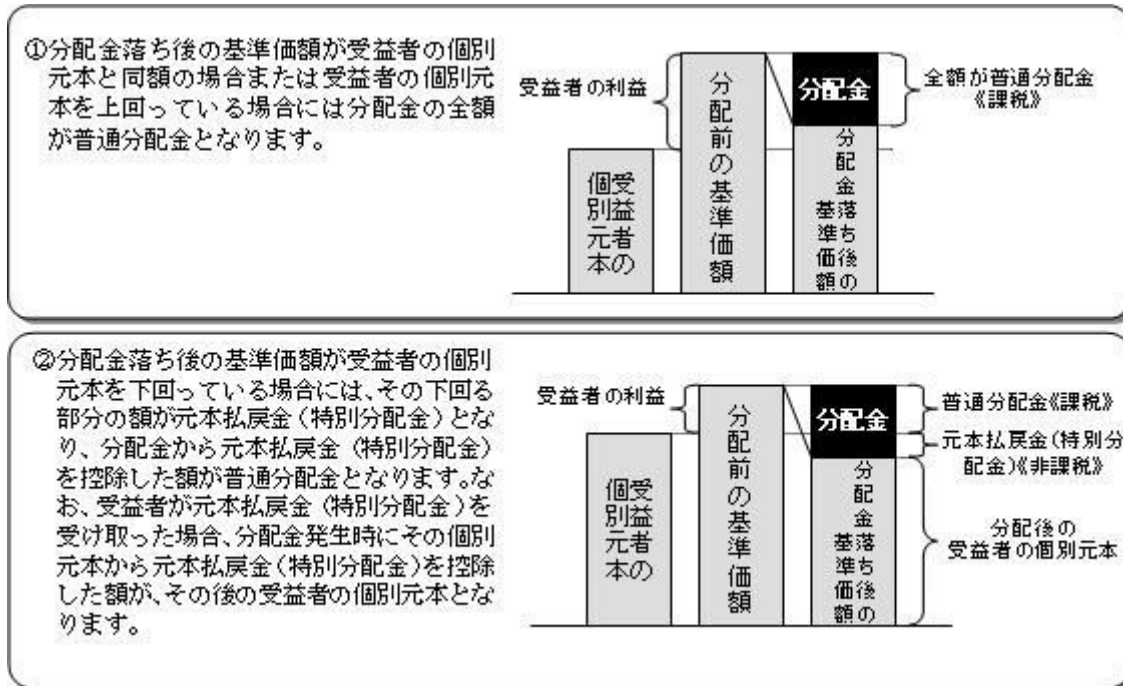 ①分配金落ち後の基準価額が受益者の個別
元本と同額の場合または受益者の個別元
本を上回っている場合には分配金の全額
が普通分配金となります。
受益者の利益
受益者の
個別元本
分配前の基準価額
分配金
分配金落ち後の
基準価額
全額が普通分配金
《課税》
②分配金落ち後の基準価額が受益者の個別
元本を下回っている場合には、その下回る
部分の額が元本払戻金(特別分配金)とな
り、分配金から元本払戻金(特別分配金)
を控除した額が普通分配金となります。な
お、受益者が元本払戻金(特別分配金)を
受け取った場合、分配金発生時にその個別
元本から元本払戻金(特別分配金)を控除
した額が、その後の受益者の個別元本とな
ります。
受益者の利益
受益者の
個別元本
分配前の基準価額
分配金
分配金落ち後の
基準価額
普通分配金《課税》
元本払戻金(特別分
配金)《非課税》
分配後の
受益者の個別元本